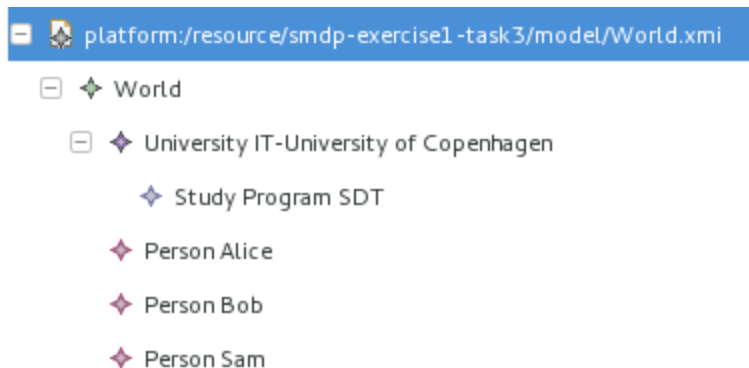 platform:/resource/smdp-exercise1-task3/model/World.xmi
World
University IT-University of Copenhagen
Study Program SDT
Person Alice
Person Bob
Person Sam